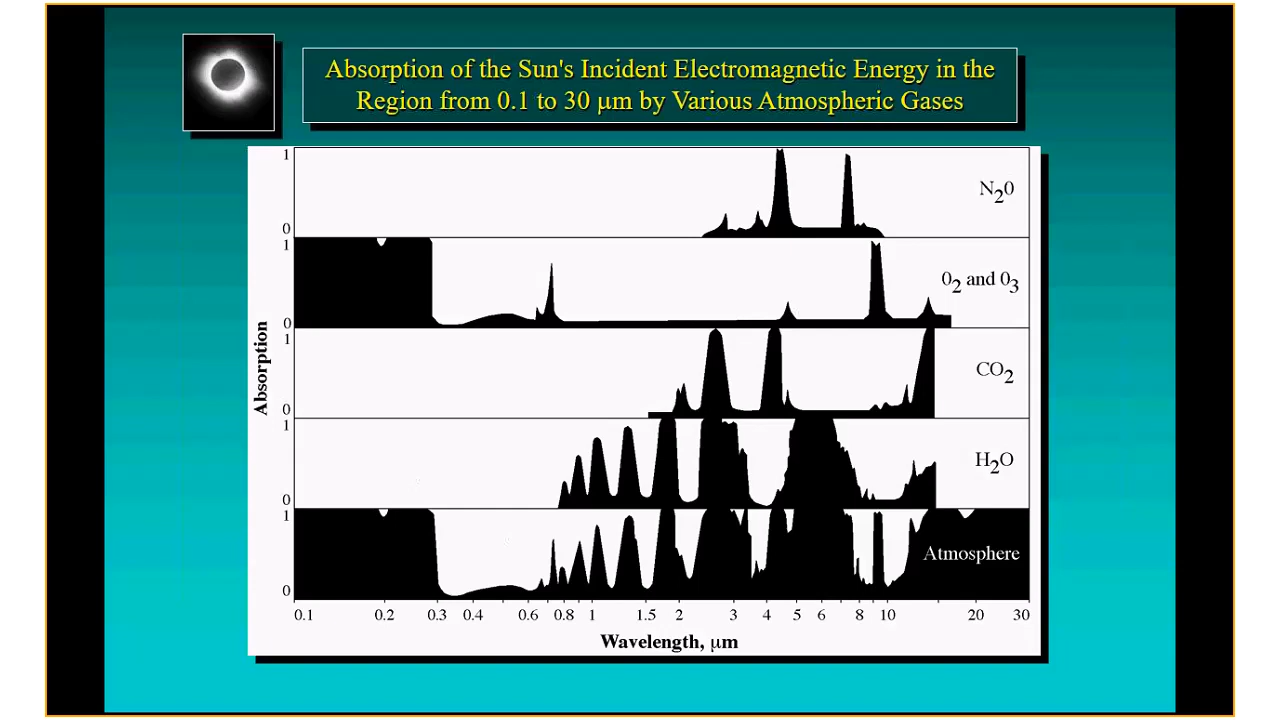 Absorption of the Sun's Incident Electromagnetic Energy in the
Region from 0.1 to 30 μm by Various Atmospheric Gases
1
N₂0
0
1
0₂ and 0₃
0
1
CO₂
0
1
H₂O
0
1
Atmosphere
0
Absorption
0.1 0.2 0.3 0.4 0.6 0.8 1 1.5 2 3 4 5 6 8 10 20 30
Wavelength, μm